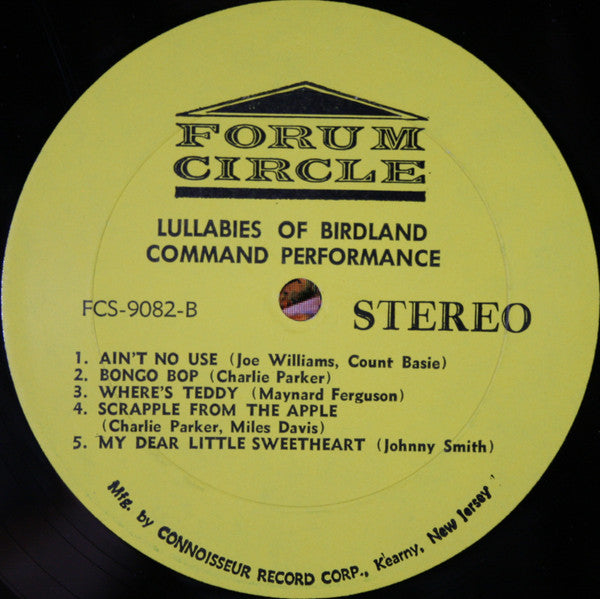 FORUM
CIRCLE
LULLABIES OF BIRDLAND
COMMAND PERFORMANCE
FCS-9082-B
STEREO
1. AIN'T NO USE (Joe Williams, Count Basie)
2. BONGO BOP (Charlie Parker)
3. WHERE'S TEDDY (Maynard Ferguson)
4. SCRAPPLE FROM THE APPLE
(Charlie Parker, Miles Davis)
5. MY DEAR LITTLE SWEETHEART (Johnny Smith)
Mfg. by CONNOISSEUR RECORD CORP., Kearny, New Jersey